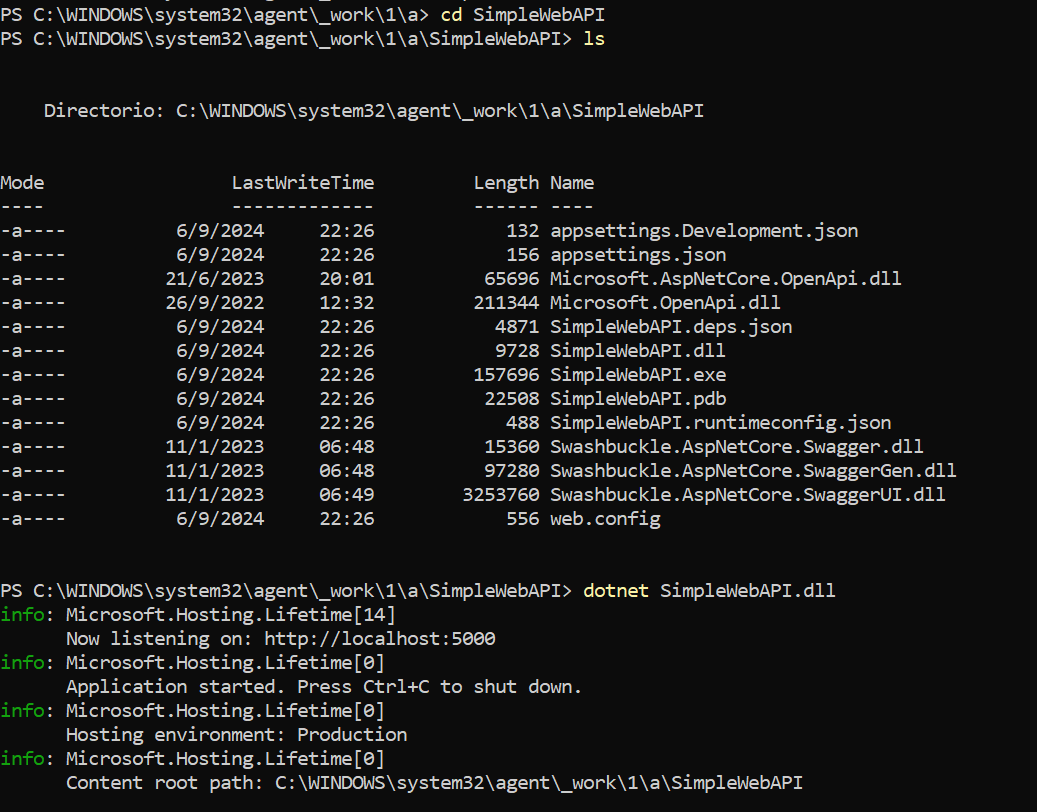 PS C:\WINDOWS\system32\agent\_work\1\a> cd SimpleWebAPI
PS C:\WINDOWS\system32\agent\_work\1\a\SimpleWebAPI> ls
Directorio: C:\WINDOWS\system32\agent\_work\1\a\SimpleWebAPI
Mode LastWriteTime Length Name
---- ------------- ------ ----
-a---- 6/9/2024 22:26 132 appsettings.Development.json
-a---- 6/9/2024 22:26 156 appsettings.json
-a---- 21/6/2023 20:01 65696 Microsoft.AspNetCore.OpenApi.dll
-a---- 26/9/2022 12:32 211344 Microsoft.OpenApi.dll
-a---- 6/9/2024 22:26 4871 SimpleWebAPI.deps.json
-a---- 6/9/2024 22:26 9728 SimpleWebAPI.dll
-a---- 6/9/2024 22:26 157696 SimpleWebAPI.exe
-a---- 6/9/2024 22:26 22508 SimpleWebAPI.pdb
-a---- 6/9/2024 22:26 488 SimpleWebAPI.runtimeconfig.json
-a---- 11/1/2023 06:48 15360 Swashbuckle.AspNetCore.Swagger.dll
-a---- 11/1/2023 06:48 97280 Swashbuckle.AspNetCore.SwaggerGen.dll
-a---- 11/1/2023 06:49 3253760 Swashbuckle.AspNetCore.SwaggerUI.dll
-a---- 6/9/2024 22:26 556 web.config
PS C:\WINDOWS\system32\agent\_work\1\a\SimpleWebAPI> dotnet SimpleWebAPI.dll
info: Microsoft.Hosting.Lifetime[14]
Now listening on: http://localhost:5000
info: Microsoft.Hosting.Lifetime[0]
Application started. Press Ctrl+C to shut down.
info: Microsoft.Hosting.Lifetime[0]
Hosting environment: Production
info: Microsoft.Hosting.Lifetime[0]
Content root path: C:\WINDOWS\system32\agent\_work\1\a\SimpleWebAPI